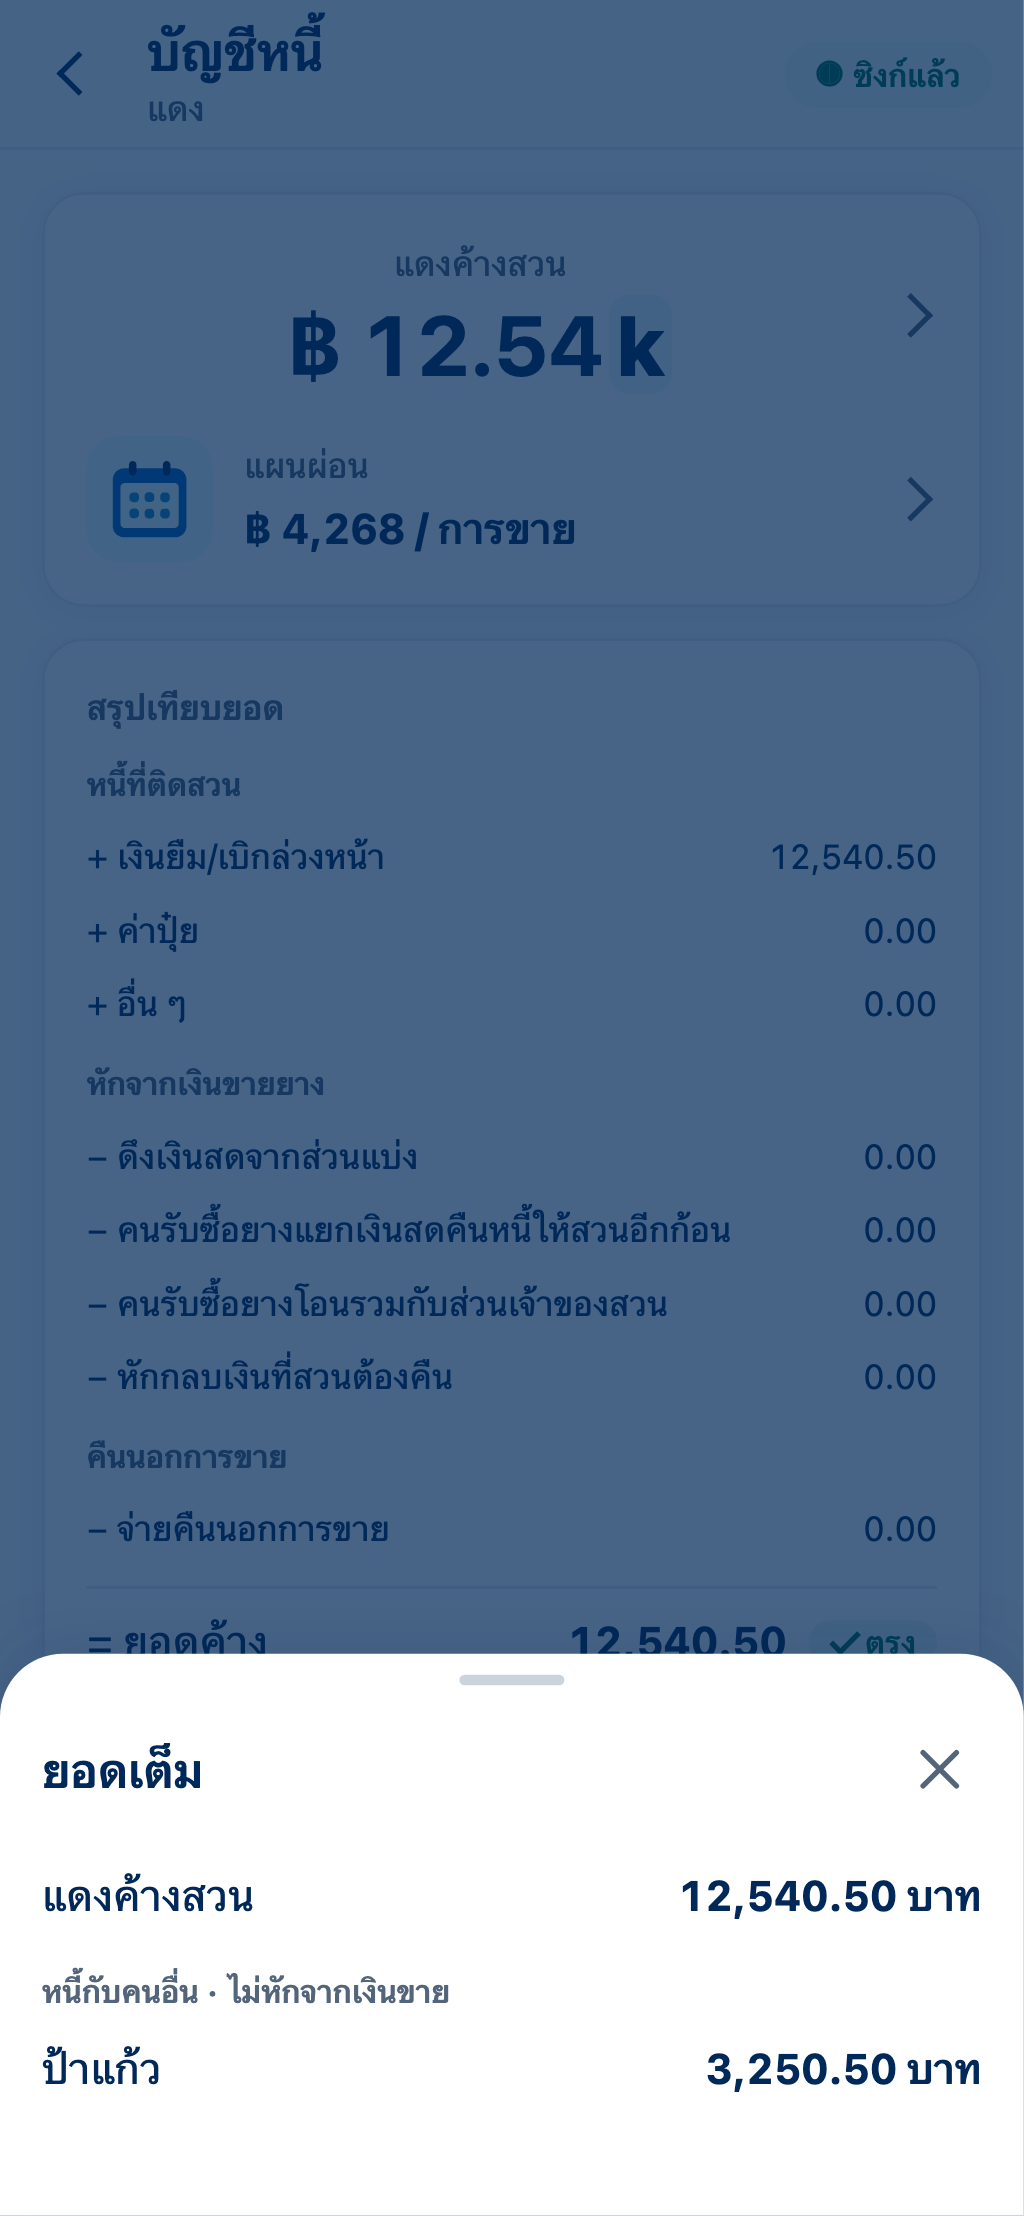 บัญชีหนี้
แดง
ซิงก์แล้ว
แดงค้างสวน
฿ 12.54k
แผนผ่อน
฿ 4,268 / การขาย
สรุปเทียบยอด
หนี้ที่ติดสวน
+ เงินยืม/เบิกล่วงหน้า 12,540.50
+ ค่าปุ๋ย 0.00
+ อื่น ๆ 0.00
หักจากเงินขายยาง
− ดึงเงินสดจากส่วนแบ่ง 0.00
− คนรับซื้อยางแยกเงินสดคืนหนี้ให้สวนอีกก้อน 0.00
− คนรับซื้อยางโอนรวมกับส่วนเจ้าของสวน 0.00
− หักกลบเงินที่สวนต้องคืน 0.00
คืนนอกการขาย
− จ่ายคืนนอกการขาย 0.00
= ยอดค้าง 12,540.50 ตรง
ยอดเต็ม
แดงค้างสวน 12,540.50 บาท
หนี้กับคนอื่น · ไม่หักจากเงินขาย
ป้าแก้ว 3,250.50 บาท